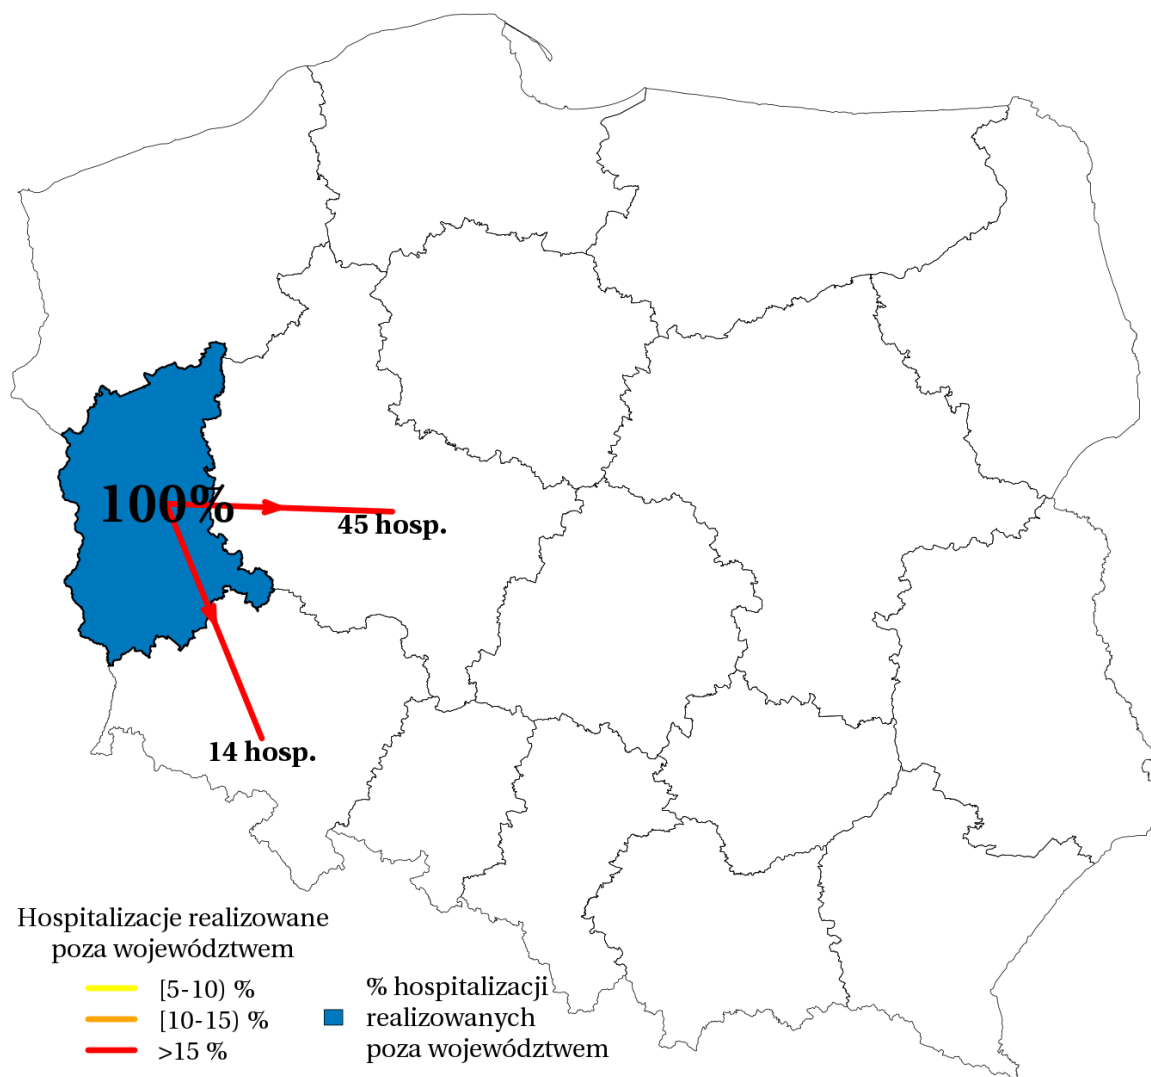 100%
45 hosp.
14 hosp.
Hospitalizacje realizowane
poza województwem
[5-10) %
[10-15) %
>15 %
% hospitalizacji
realizowanych
poza województwem